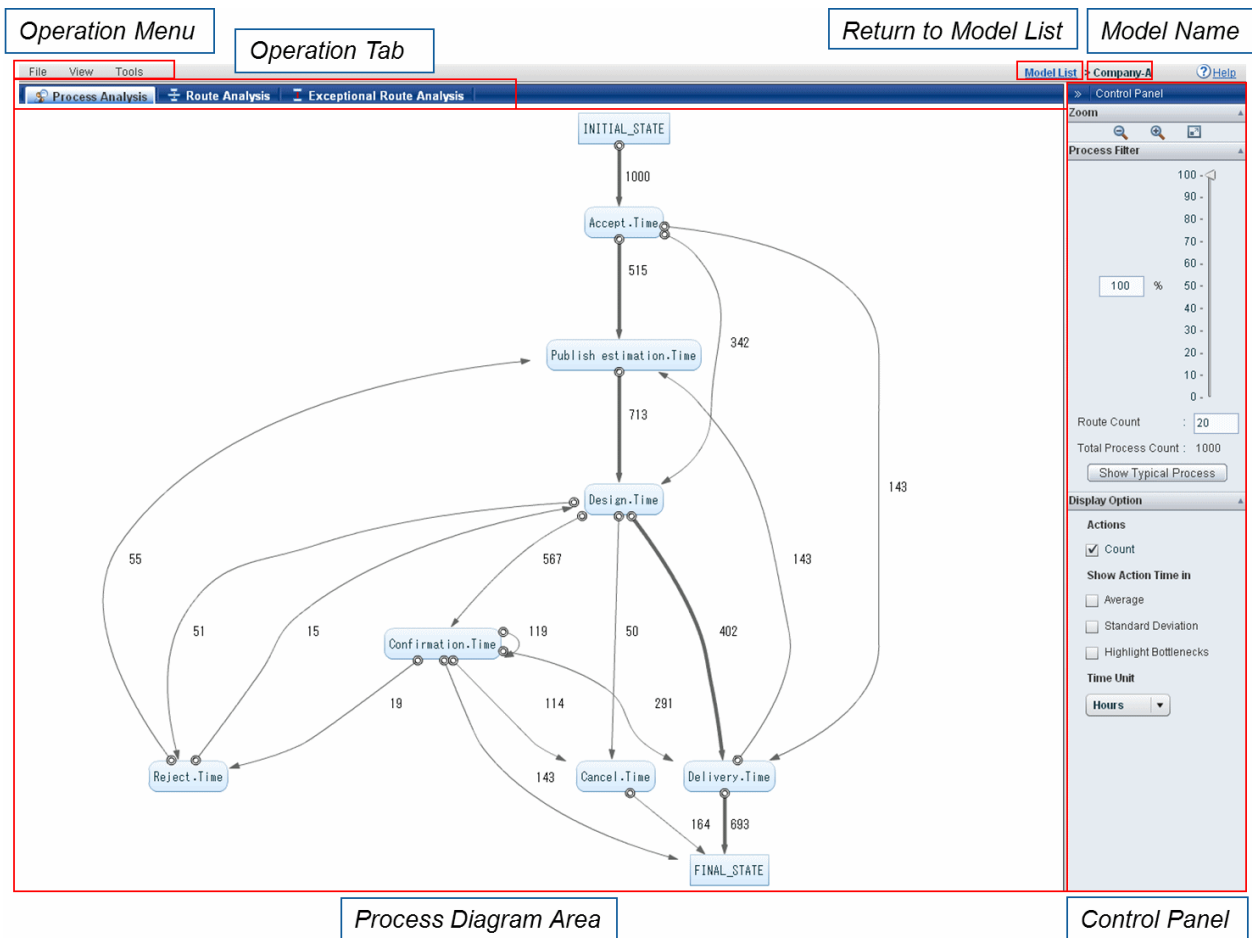 Operation Menu
Operation Tab
Return to Model List
Model Name
File View Tools
Model List > Company-A
?Help
Process Analysis
Route Analysis
Exceptional Route Analysis
» Control Panel
Zoom
Process Filter
100 -
90 -
80 -
70 -
60 -
100 % 50 -
40 -
30 -
20 -
10 -
0 -
Route Count : 20
Total Process Count : 1000
Show Typical Process
Display Option
Actions
Count
Show Action Time in
Average
Standard Deviation
Highlight Bottlenecks
Time Unit
Hours
INITIAL_STATE
1000
Accept.Time
515
342
Publish estimation.Time
713
143
Design.Time
55
567
143
51
15
119
50
402
Confirmation.Time
19
114
291
143
Reject.Time
Cancel.Time
Delivery.Time
164
693
FINAL_STATE
Process Diagram Area
Control Panel